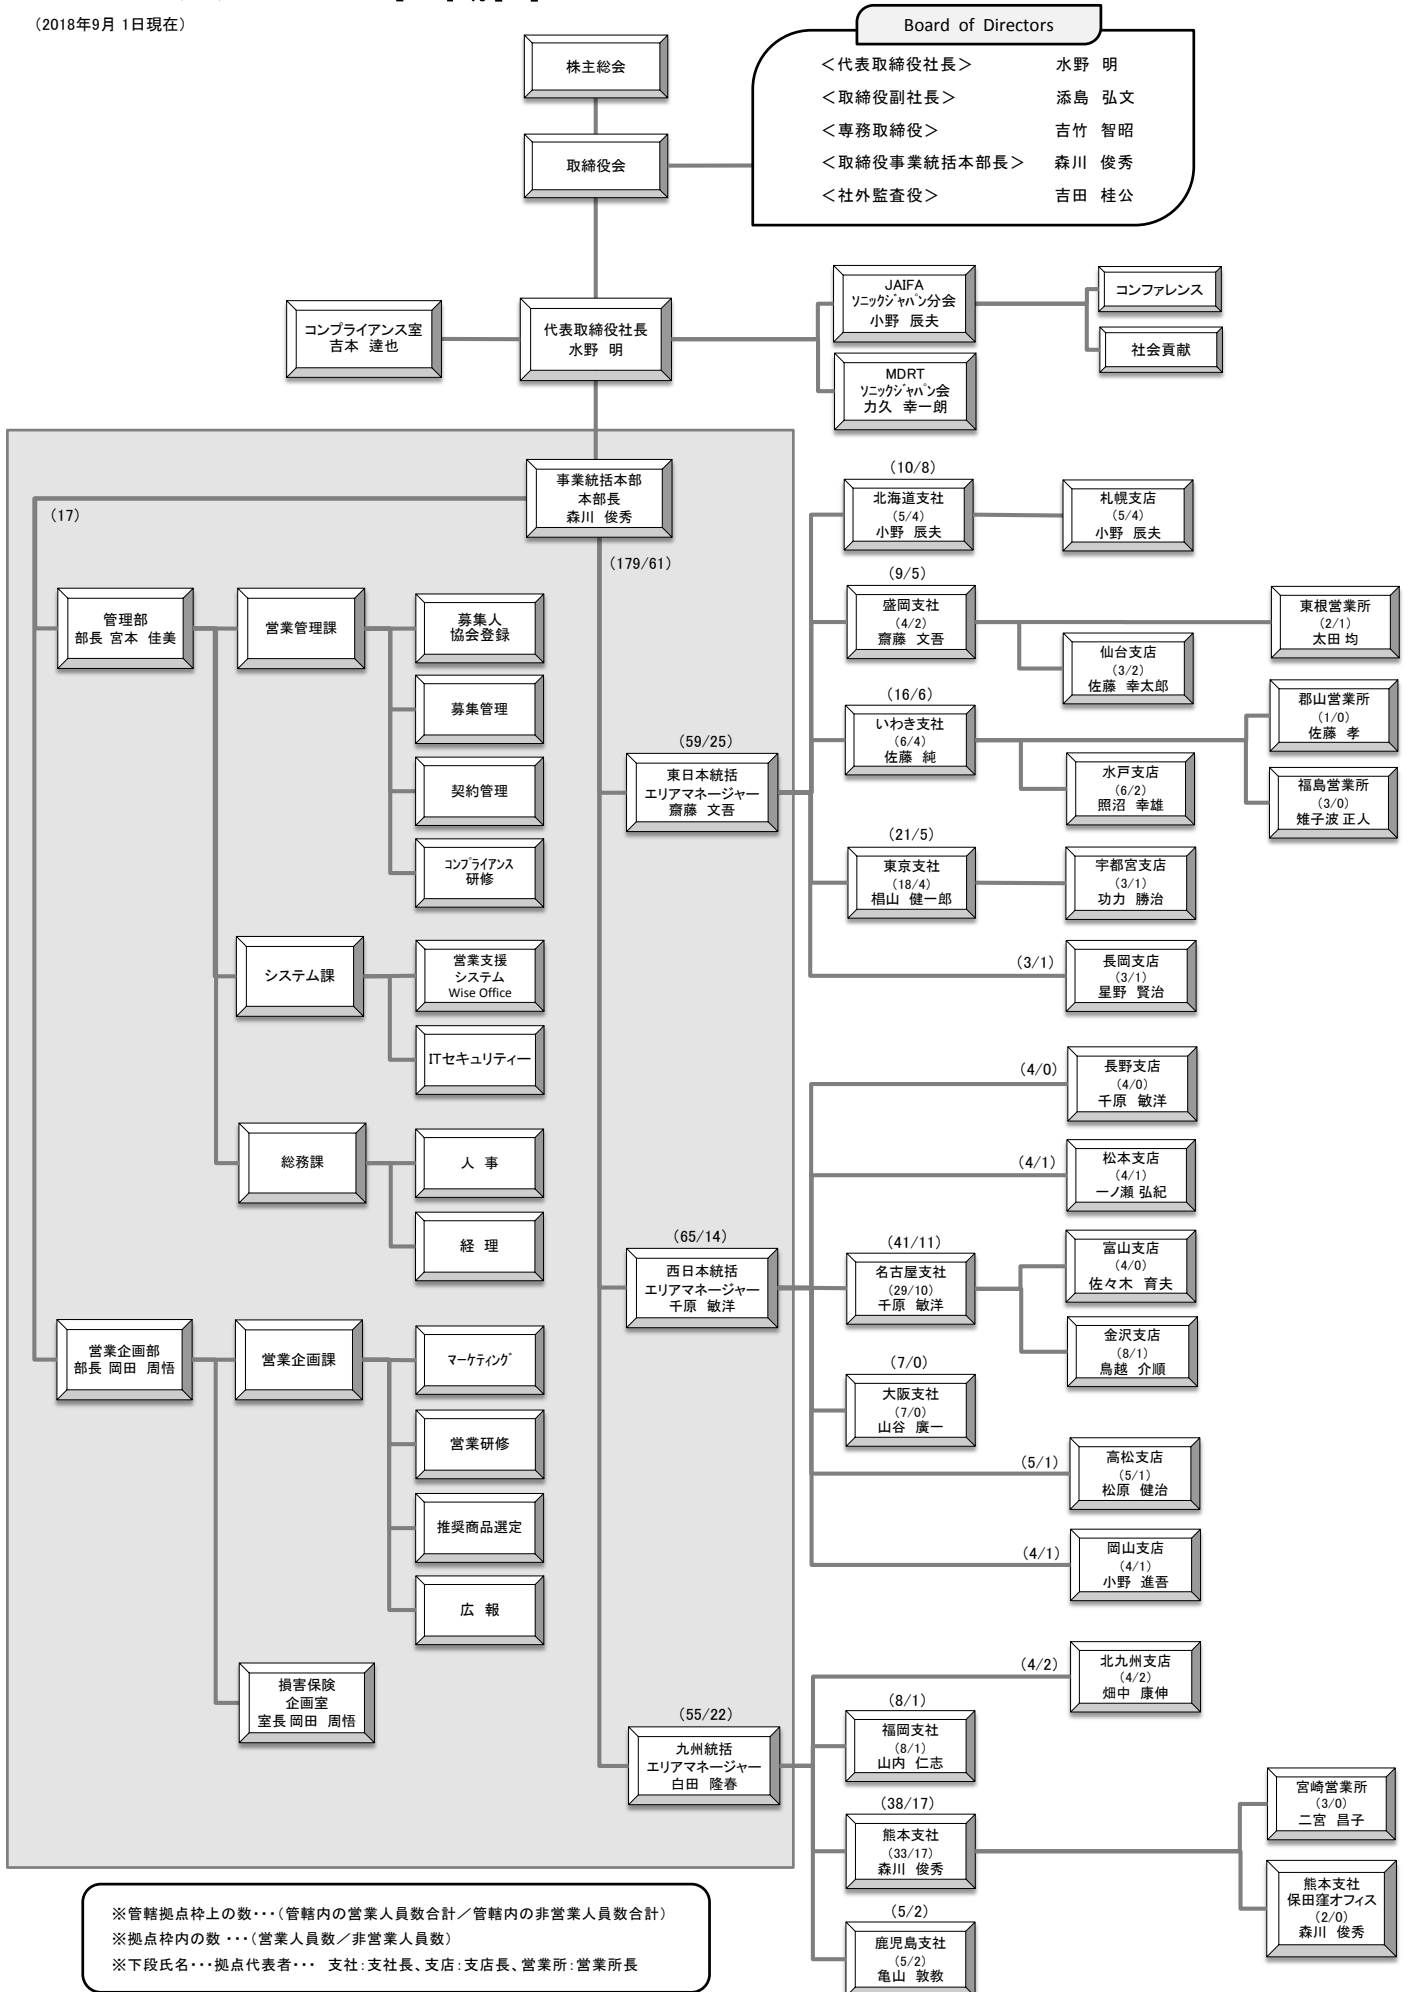 （2018年9月 1日現在）
Board of Directors
＜代表取締役社長＞ 水野 明
＜取締役副社長＞ 添島 弘文
＜専務取締役＞ 吉竹 智昭
＜取締役事業統括本部長＞ 森川 俊秀
＜社外監査役＞ 吉田 桂公
株主総会
取締役会
コンプライアンス室
吉本 達也
代表取締役社長
水野 明
JAIFA
ｿﾆｯｸｼﾞｬﾊﾟﾝ分会
小野 辰夫
コンファレンス
社会貢献
MDRT
ｿﾆｯｸｼﾞｬﾊﾟﾝ会
力久 幸一朗
事業統括本部
本部長
森川 俊秀
（17）
（179/61）
管理部
部長 宮本 佳美
営業管理課
募集人
協会登録
募集管理
契約管理
ｺﾝﾌﾟﾗｲｱﾝｽ
研修
システム課
営業支援
システム
Wise Office
ITセキュリティー
総務課
人 事
経 理
営業企画部
部長 岡田 周悟
営業企画課
ﾏｰｹﾃｨﾝｸﾞ
営業研修
推奨商品選定
広 報
損害保険
企画室
室長 岡田 周悟
（59/25）
東日本統括
エリアマネージャー
齋藤 文吾
（10/8）
北海道支社
（5/4）
小野 辰夫
札幌支店
（5/4）
小野 辰夫
（9/5）
盛岡支社
（4/2）
齋藤 文吾
仙台支店
（3/2）
佐藤 幸太郎
東根営業所
（2/1）
太田 均
（16/6）
いわき支社
（6/4）
佐藤 純
水戸支店
（6/2）
照沼 幸雄
郡山営業所
（1/0）
佐藤 孝
福島営業所
（3/0）
雉子波 正人
（21/5）
東京支社
（18/4）
椙山 健一郎
宇都宮支店
（3/1）
功力 勝治
（3/1）
長岡支店
（3/1）
星野 賢治
（65/14）
西日本統括
エリアマネージャー
千原 敏洋
（4/0）
長野支店
（4/0）
千原 敏洋
（4/1）
松本支店
（4/1）
一ノ瀬 弘紀
（41/11）
名古屋支社
（29/10）
千原 敏洋
富山支店
（4/0）
佐々木 育夫
金沢支店
（8/1）
鳥越 介順
（7/0）
大阪支社
（7/0）
山谷 廣一
（5/1）
高松支店
（5/1）
松原 健治
（4/1）
岡山支店
（4/1）
小野 進吾
（55/22）
九州統括
エリアマネージャー
白田 隆春
（4/2）
北九州支店
（4/2）
畑中 康伸
（8/1）
福岡支社
（8/1）
山内 仁志
（38/17）
熊本支社
（33/17）
森川 俊秀
宮崎営業所
（3/0）
二宮 昌子
熊本支社
保田窪オフィス
（2/0）
森川 俊秀
（5/2）
鹿児島支社
（5/2）
亀山 敦教
※管轄拠点枠上の数・・・（管轄内の営業人員数合計／管轄内の非営業人員数合計）
※拠点枠内の数 ・・・（営業人員数／非営業人員数）
※下段氏名・・・拠点代表者・・・ 支社：支社長、支店：支店長、営業所：営業所長